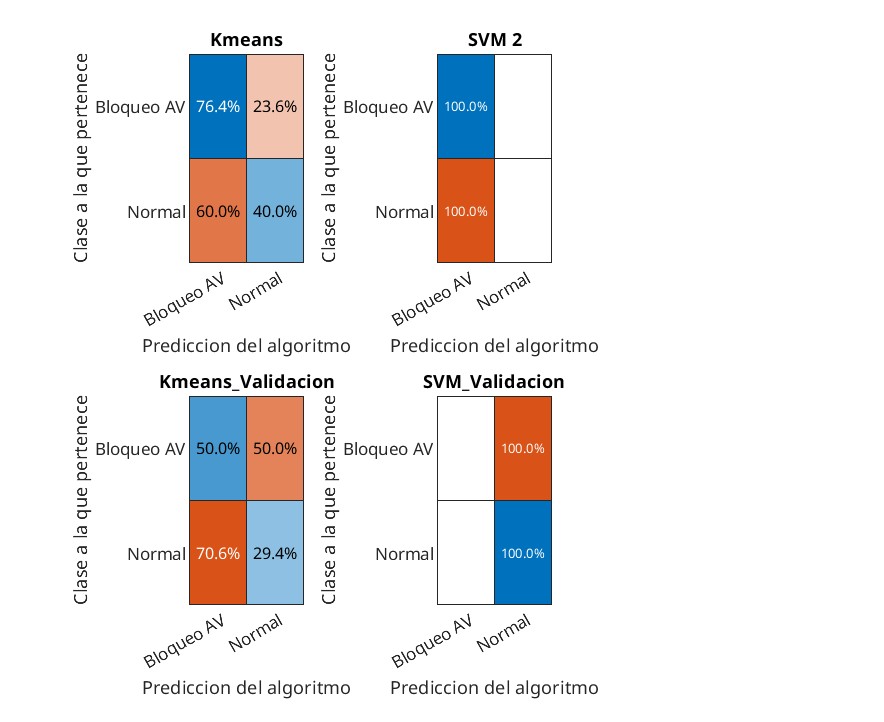 Kmeans
Clase a la que pertenece
Bloqueo AV
76.4% 23.6%
Normal
60.0% 40.0%
Bloqueo AV
Normal
Prediccion del algoritmo
SVM 2
Clase a la que pertenece
Bloqueo AV
100.0%
Normal
100.0%
Bloqueo AV
Normal
Prediccion del algoritmo
Kmeans_Validacion
Clase a la que pertenece
Bloqueo AV
50.0% 50.0%
Normal
70.6% 29.4%
Bloqueo AV
Normal
Prediccion del algoritmo
SVM_Validacion
Clase a la que pertenece
Bloqueo AV
100.0%
Normal
100.0%
Bloqueo AV
Normal
Prediccion del algoritmo